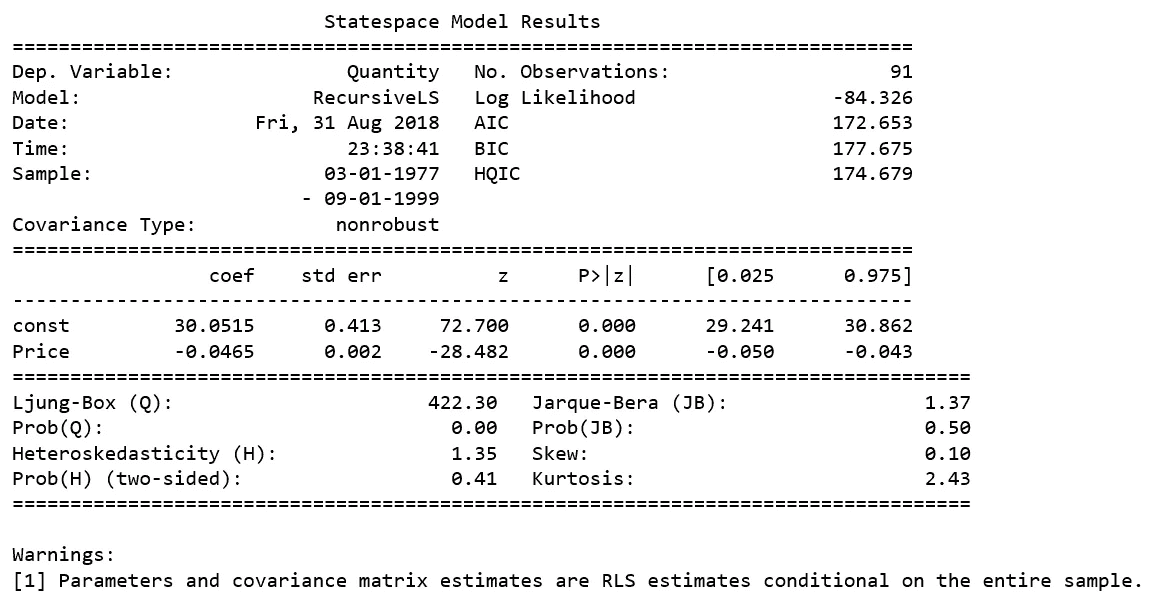 Statespace Model Results
==============================================================================
Dep. Variable: Quantity No. Observations: 91
Model: RecursiveLS Log Likelihood -84.326
Date: Fri, 31 Aug 2018 AIC 172.653
Time: 23:38:41 BIC 177.675
Sample: 03-01-1977 HQIC 174.679
- 09-01-1999
Covariance Type: nonrobust
==============================================================================
coef std err z P>|z| [0.025 0.975]
------------------------------------------------------------------------------
const 30.0515 0.413 72.700 0.000 29.241 30.862
Price -0.0465 0.002 -28.482 0.000 -0.050 -0.043
===================================================================================
Ljung-Box (Q): 422.30 Jarque-Bera (JB): 1.37
Prob(Q): 0.00 Prob(JB): 0.50
Heteroskedasticity (H): 1.35 Skew: 0.10
Prob(H) (two-sided): 0.41 Kurtosis: 2.43
===================================================================================
Warnings:
[1] Parameters and covariance matrix estimates are RLS estimates conditional on the entire sample.